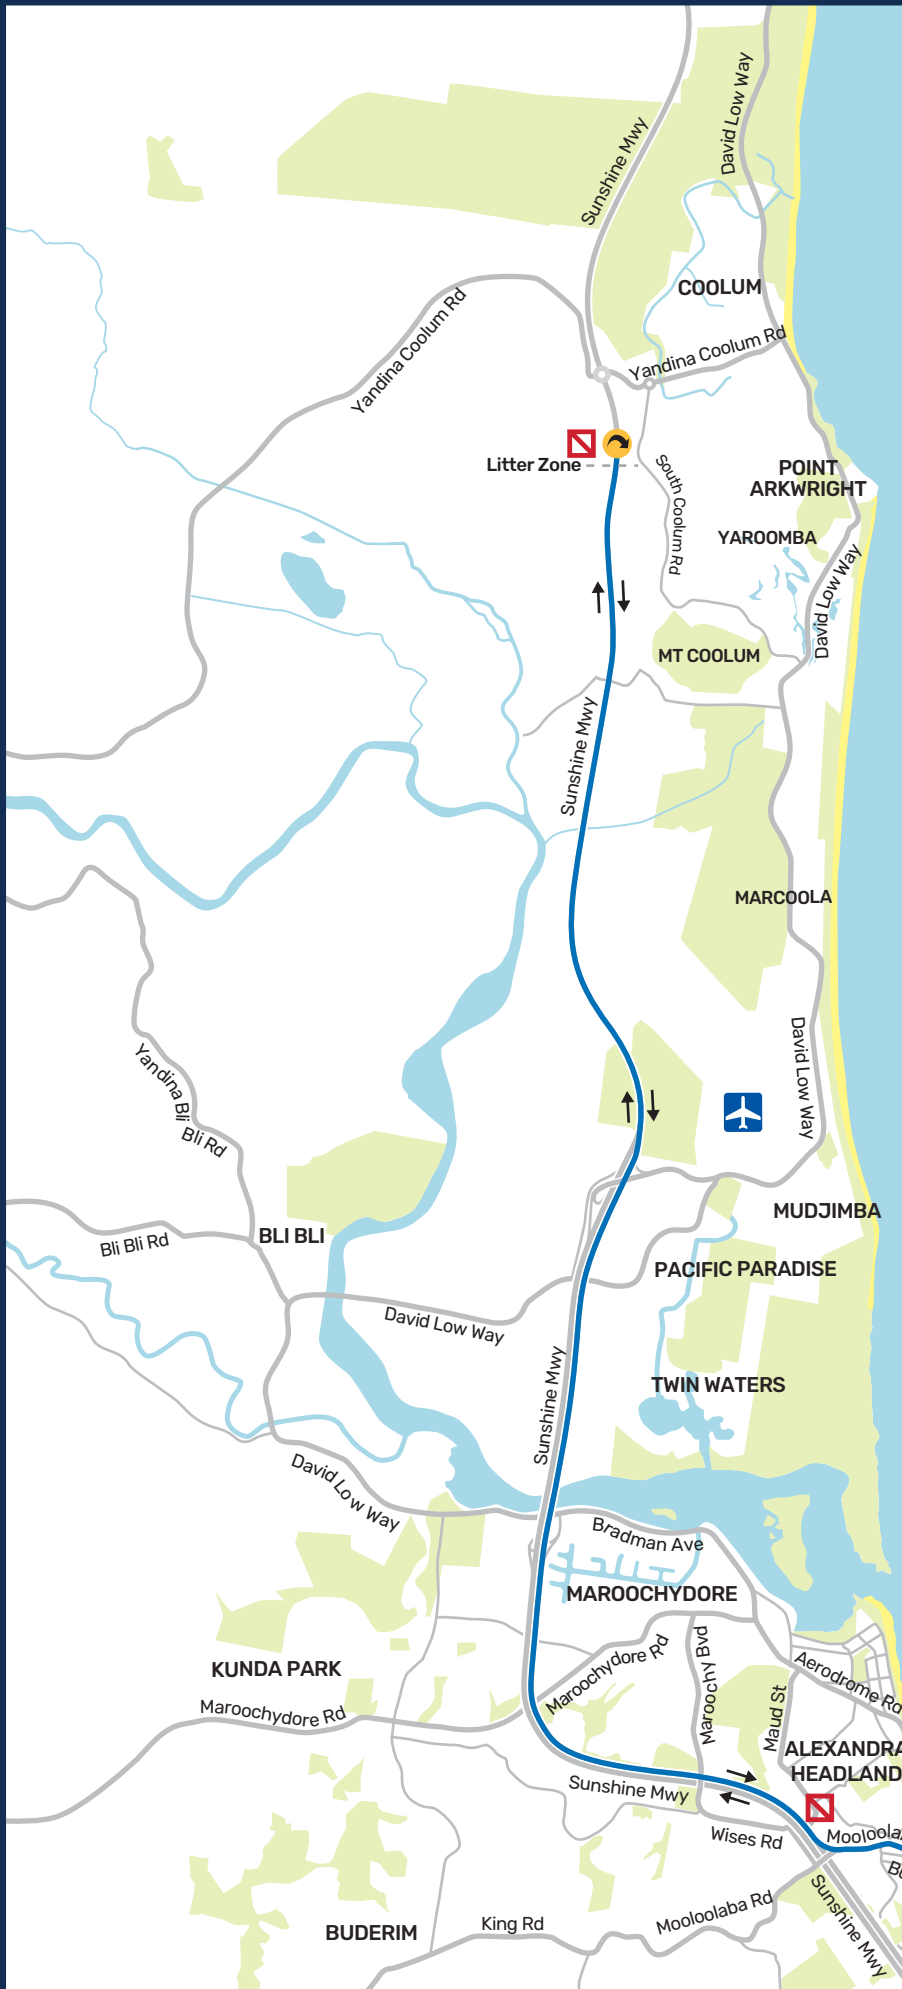 David Low Way
Sunshine Mwy
COOLUM
Yandina Coolum Rd
Yandina Coolum Rd
Litter Zone
South Coolum Rd
POINT
ARKWRIGHT
YAROOMBA
David Low Way
MT COOLUM
Sunshine Mwy
MARCOOLA
David Low Way
Yandina Bli
Bli Rd
MUDJIMBA
BLI BLI
Bli Bli Rd
PACIFIC PARADISE
David Low Way
Sunshine Mwy
TWIN WATERS
David Low Way
Bradman Ave
MAROOCHYDORE
KUNDA PARK
Maroochydore Rd
Maroochydore Rd
Maroochy Bvd
Maud St
Aerodrome Rd
ALEXANDRA
HEADLAND
Sunshine Mwy
Wises Rd
Mooloola
Sunshine Mwy
Mooloolaba Rd
King Rd
BUDERIM